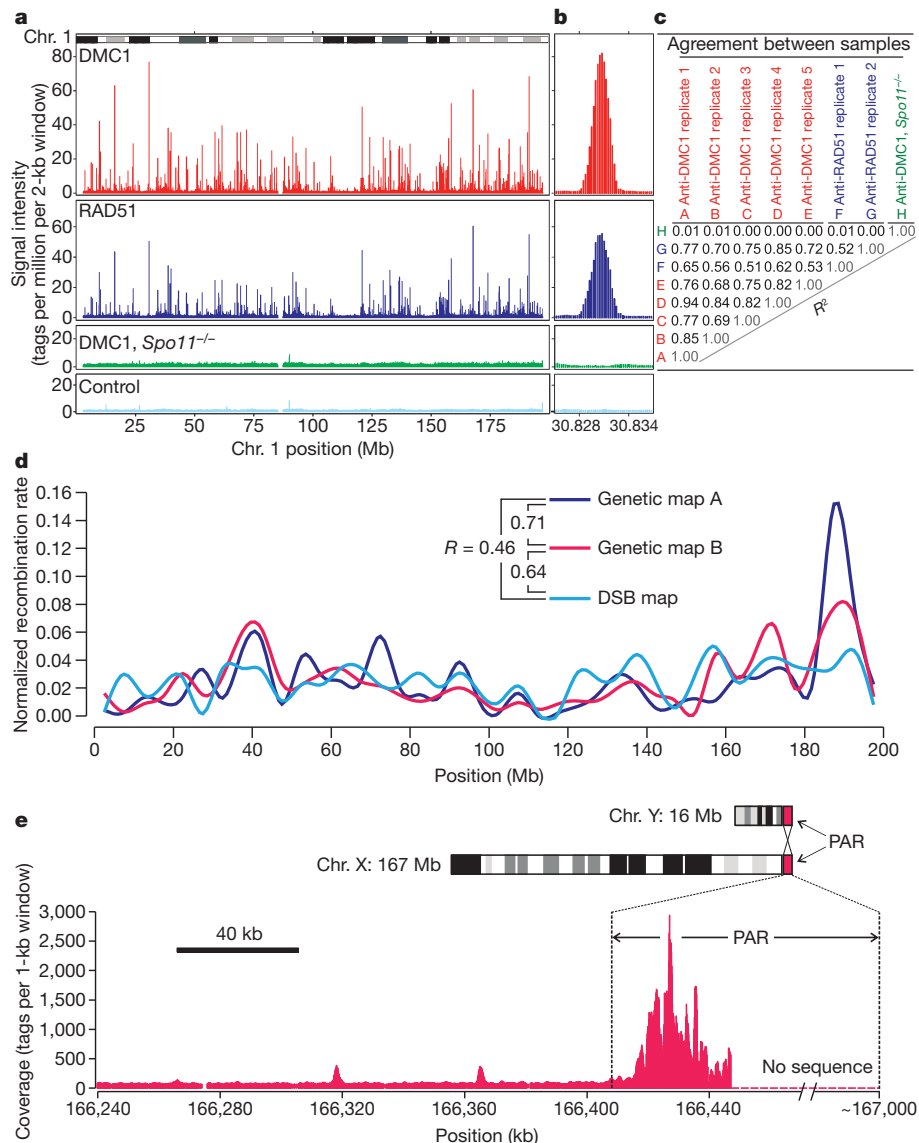 a
Chr. 1
DMC1
80
60
40
20
0
RAD51
60
40
20
0
DMC1, Spo11–/–
20
0
Control
20
0
Signal intensity
(tags per million per 2-kb window)
25 50 75 100 125 150 175
Chr. 1 position (Mb)
b
30.828 30.834
c
Agreement between samples
Anti-DMC1 replicate 1
Anti-DMC1 replicate 2
Anti-DMC1 replicate 3
Anti-DMC1 replicate 4
Anti-DMC1 replicate 5
Anti-RAD51 replicate 1
Anti-RAD51 replicate 2
Anti-DMC1, Spo11–/–
A B C D E F G H
H 0.01 0.01 0.00 0.00 0.00 0.01 0.00 1.00
G 0.77 0.70 0.75 0.85 0.72 0.52 1.00
F 0.65 0.56 0.51 0.62 0.53 1.00
E 0.76 0.68 0.75 0.82 1.00
D 0.94 0.84 0.82 1.00
C 0.77 0.69 1.00
B 0.85 1.00
A 1.00
R2
d
Normalized recombination rate
0.16
0.14
0.12
0.10
0.08
0.06
0.04
0.02
0.00
R = 0.46
0.71
0.64
Genetic map A
Genetic map B
DSB map
0 20 40 60 80 100 120 140 160 180 200
Position (Mb)
e
Chr. Y: 16 Mb
PAR
Chr. X: 167 Mb
Coverage (tags per 1-kb window)
3,000
2,500
2,000
1,500
1,000
500
0
40 kb
PAR
No sequence
166,240 166,280 166,320 166,360 166,400 166,440 ~167,000
Position (kb)